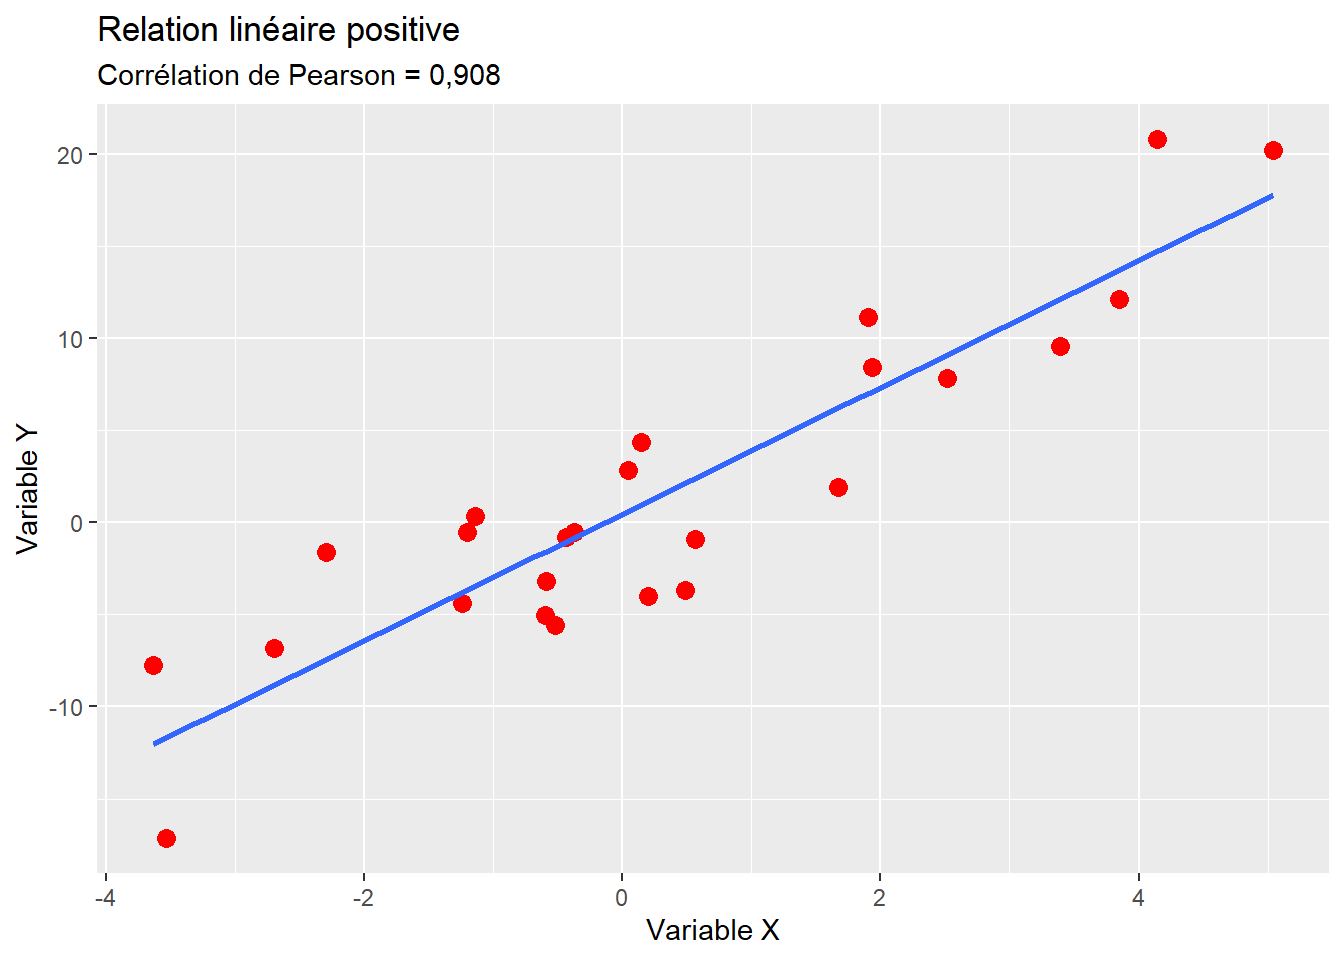 Relation linéaire positive
Corrélation de Pearson = 0,908
20
10
0
-10
Variable Y
-4
-2
0
2
4
Variable X